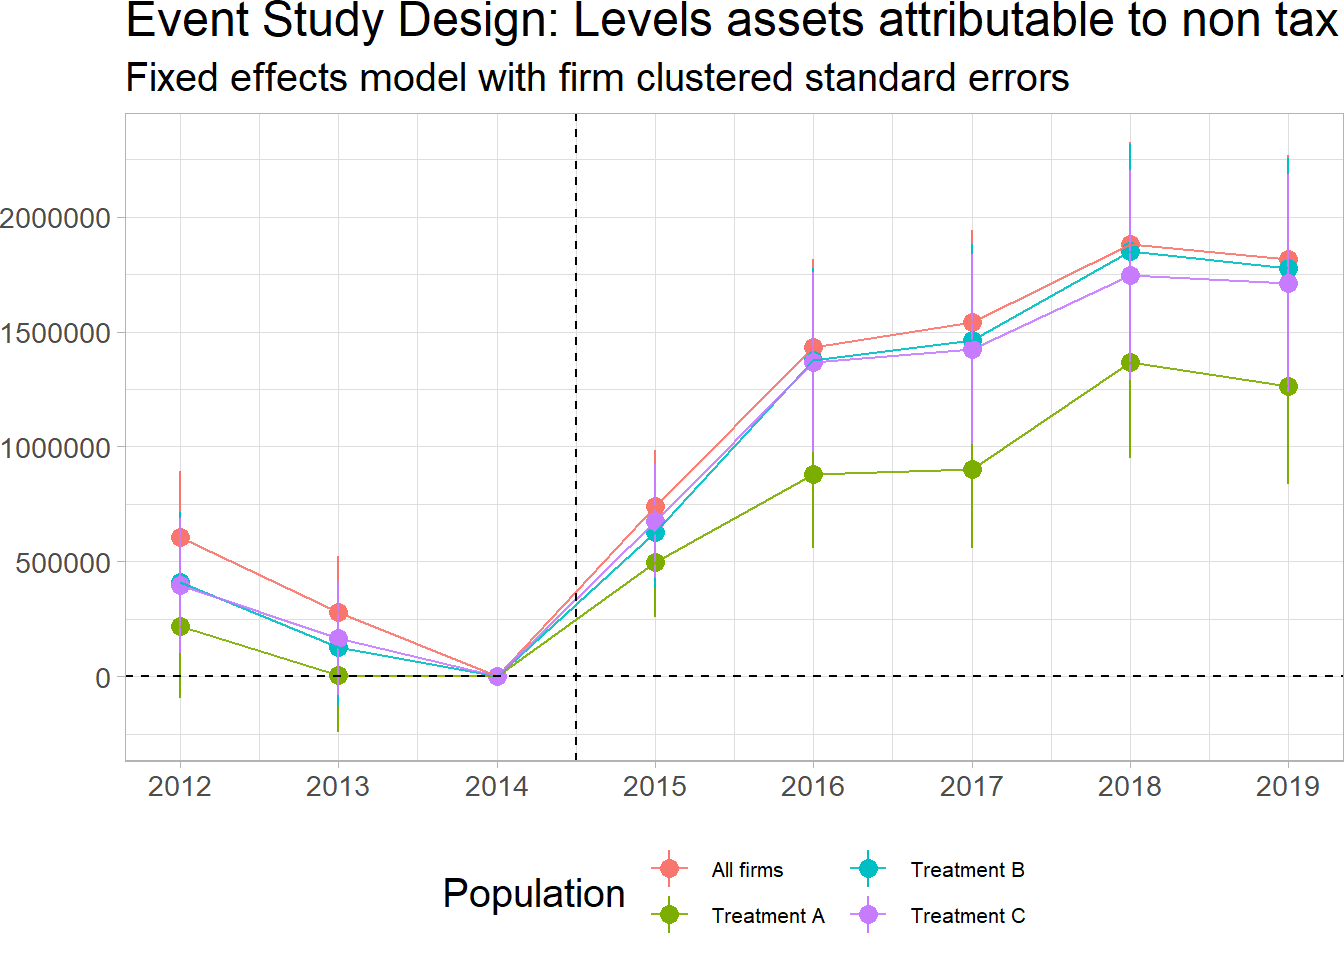 Event Study Design: Levels assets attributable to non tax
Fixed effects model with firm clustered standard errors
2000000
1500000
1000000
500000
0
2012 2013 2014 2015 2016 2017 2018 2019
Population
All firms
Treatment B
Treatment A
Treatment C